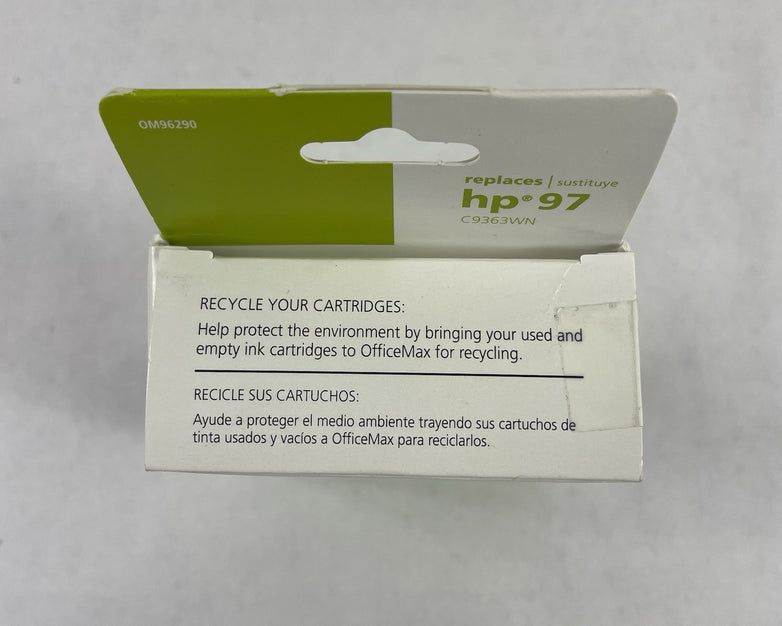 OM96290
replaces | sustituye
hp® 97
C9363WN
RECYCLE YOUR CARTRIDGES:
Help protect the environment by bringing your used and
empty ink cartridges to OfficeMax for recycling.
RECICLE SUS CARTUCHOS:
Ayude a proteger el medio ambiente trayendo sus cartuchos de
tinta usados y vacíos a OfficeMax para reciclarlos.